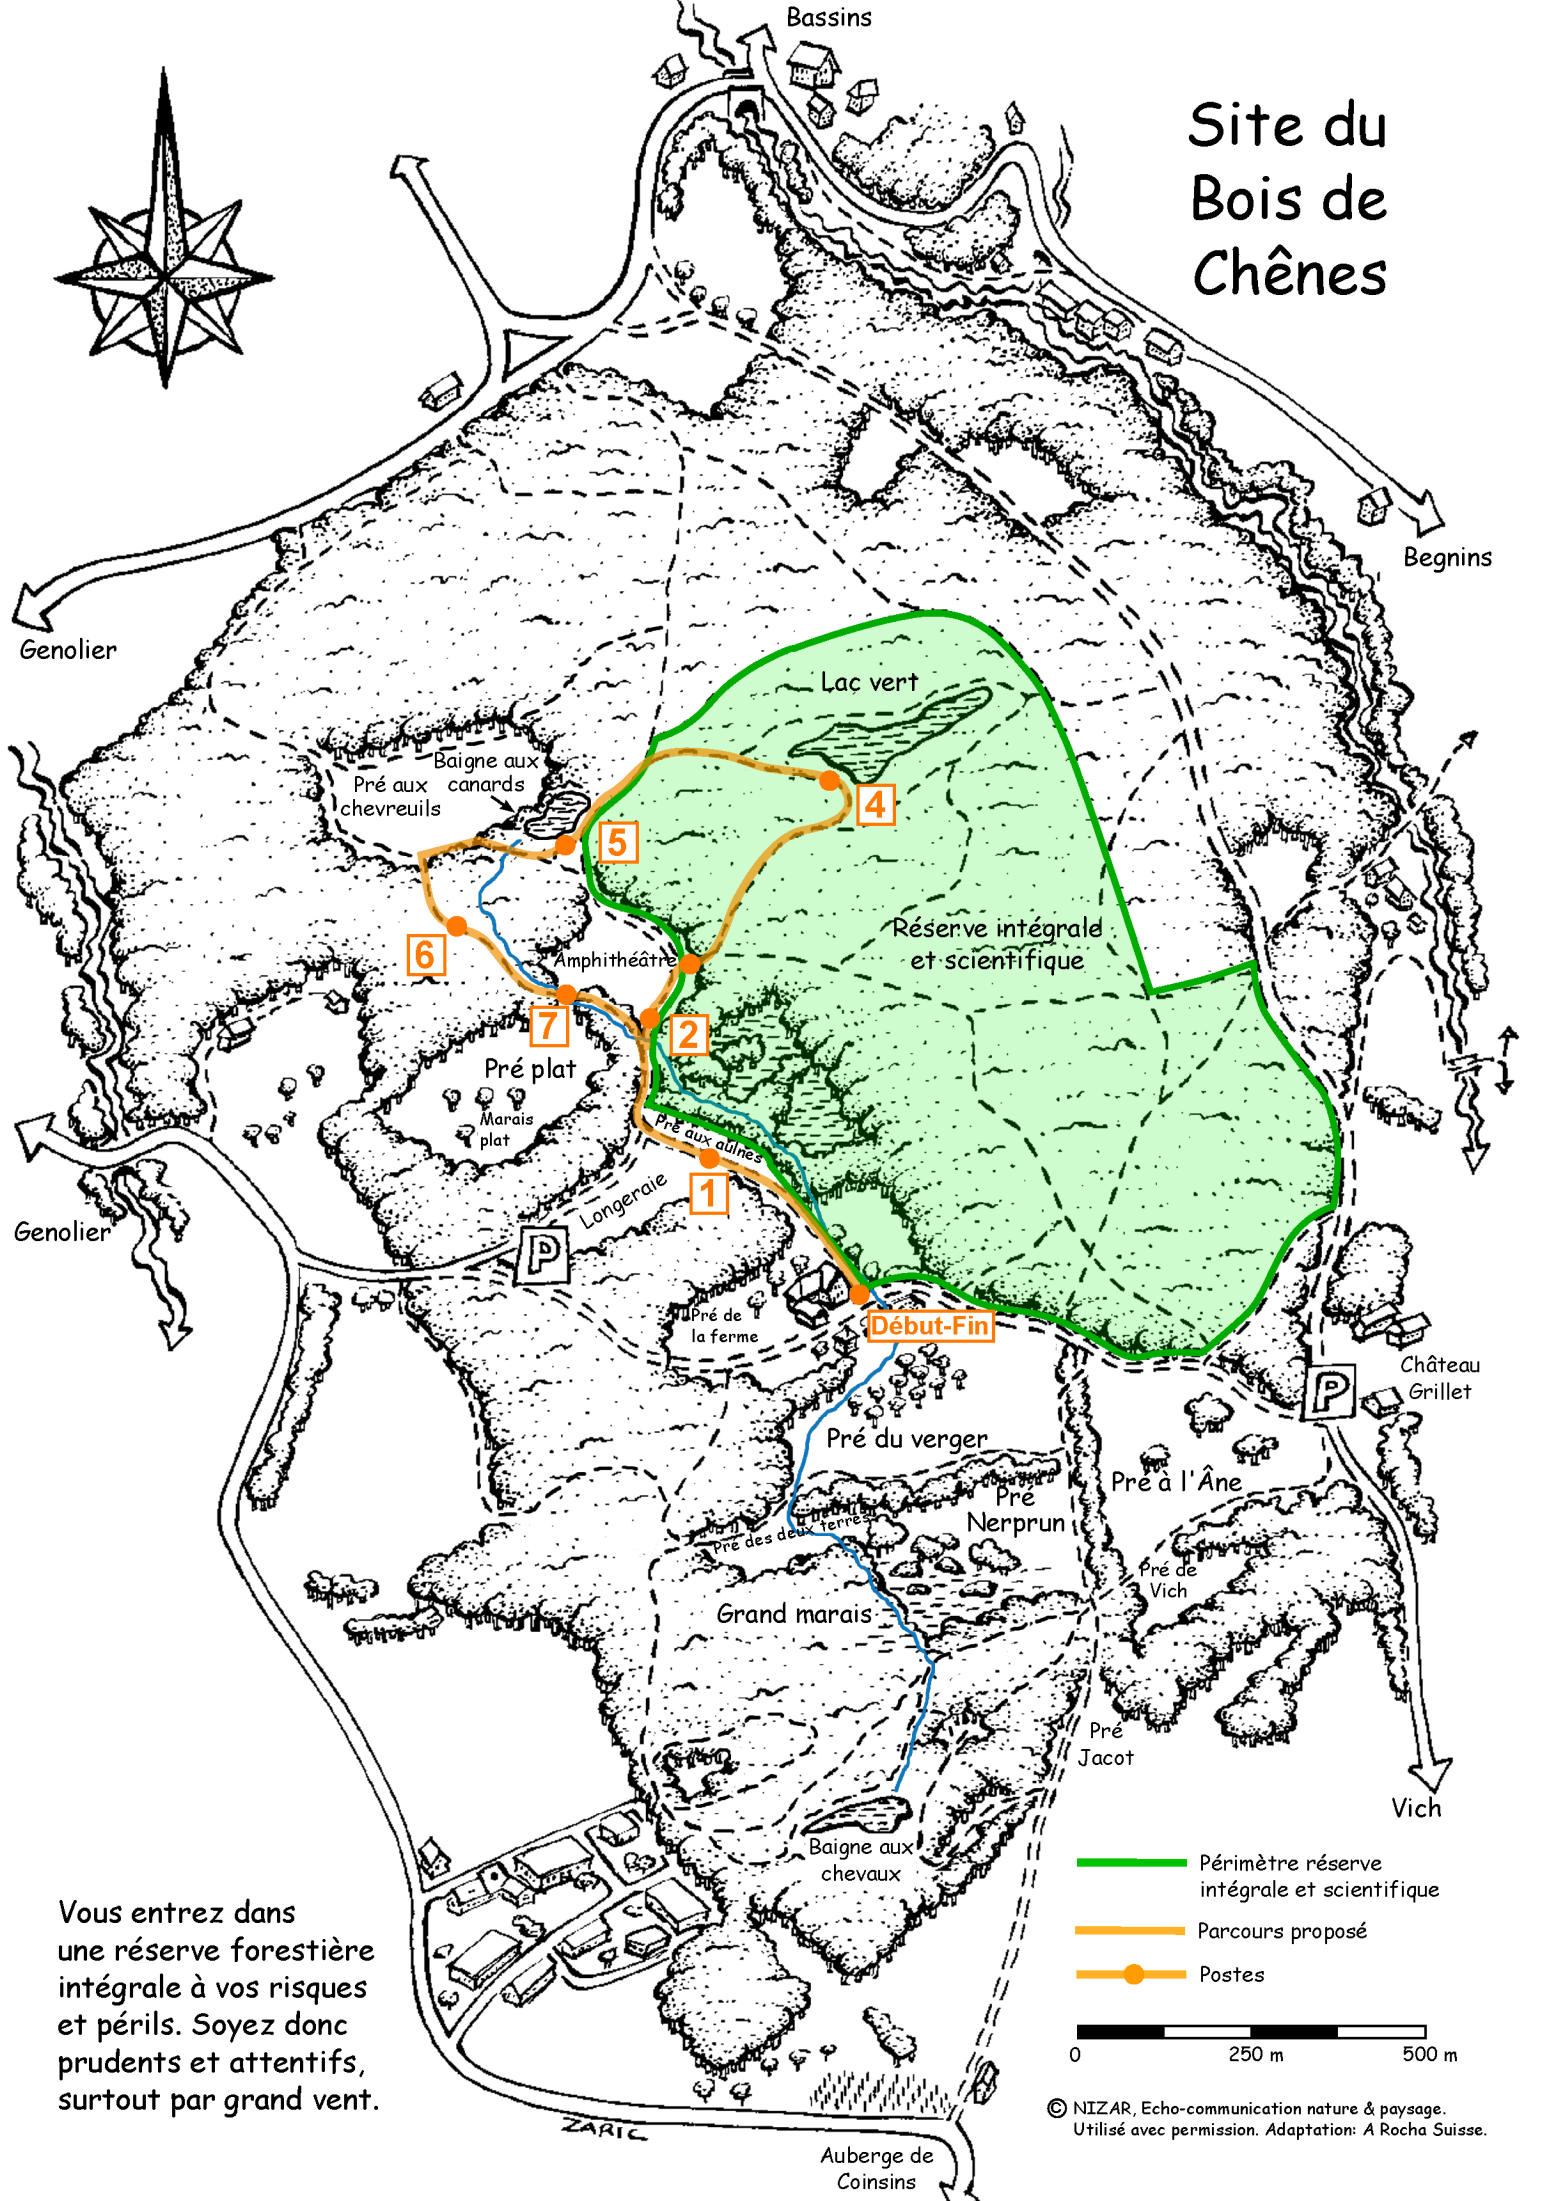 Bassins
Site du
Bois de
Chênes
Begnins
Genolier
Lac vert
Baigne aux
canards
Pré aux
chevreuils
4
5
Réserve intégrale
et scientifique
6
Amphithéâtre
7
2
Pré plat
Marais
plat
Pré aux aulnes
1
Longeraie
Genolier
P
Pré de
la ferme
Début-Fin
Château
Grillet
P
Pré du verger
Pré à l'Âne
Pré
Nerprun
Pré des deux terres
Pré de
Vich
Grand marais
Pré
Jacot
Vich
Baigne aux
chevaux
Périmètre réserve
intégrale et scientifique
Parcours proposé
Postes
0 250 m 500 m
Vous entrez dans
une réserve forestière
intégrale à vos risques
et périls. Soyez donc
prudents et attentifs,
surtout par grand vent.
© NIZAR, Echo-communication nature & paysage.
Utilisé avec permission. Adaptation: A Rocha Suisse.
ZARIC
Auberge de
Coinsins